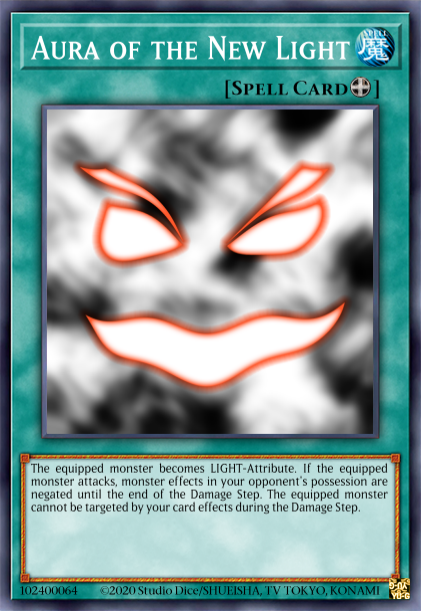 AURA OF THE NEW LIGHT
SPELL
魔
[SPELL CARD ]
The equipped monster becomes LIGHT-Attribute. If the equipped
monster attacks, monster effects in your opponent's possession are
negated until the end of the Damage Step. The equipped monster
cannot be targeted by your card effects during the Damage Step.
102400064 ©2020 Studio Dice/SHUEISHA, TV TOKYO, KONAMI